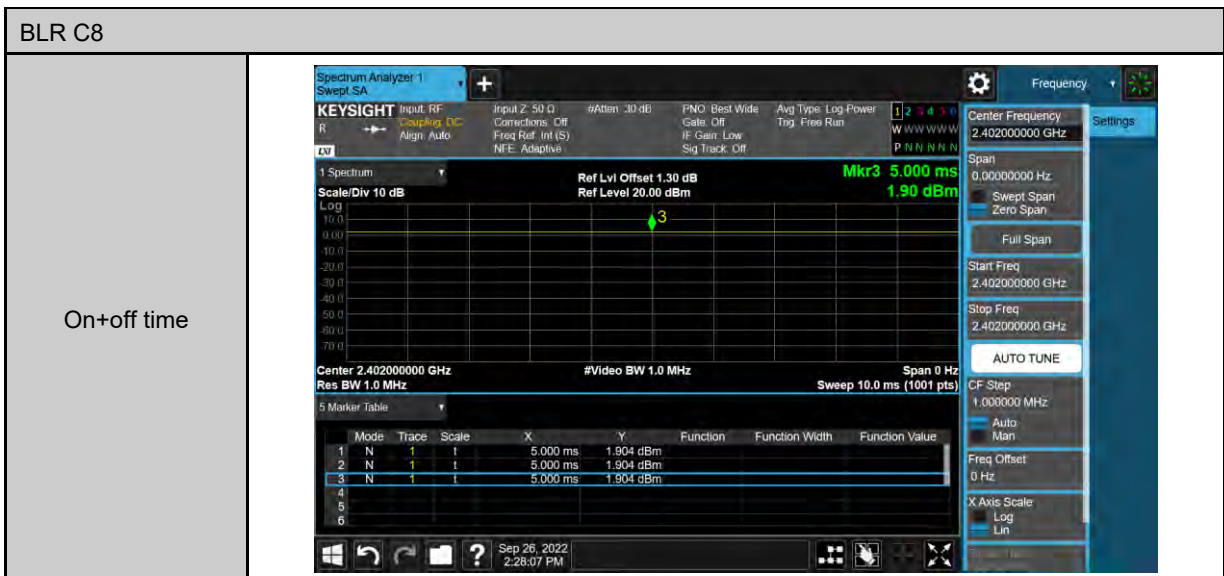 BLR C8
On+off time
Spectrum Analyzer 1
Swept SA
+
Frequency
KEYSIGHT
R
LXI
Input: RF
Coupling: DC
Align: Auto
Input Z: 50 Ω
Corrections: Off
Freq Ref: Int (S)
NFE: Adaptive
#Atten: 30 dB
PNO: Best Wide
Gate: Off
IF Gain: Low
Sig Track: Off
Avg Type: Log-Power
Trig: Free Run
1 2 3 4 5 6
W W W W W W
P N N N N N
1 Spectrum
Scale/Div 10 dB
Ref Lvl Offset 1.30 dB
Ref Level 20.00 dBm
Mkr3 5.000 ms
1.90 dBm
Log
10.0
0.00
-10.0
-20.0
-30.0
-40.0
-50.0
-60.0
-70.0
3
Center 2.402000000 GHz #Video BW 1.0 MHz Span 0 Hz
Res BW 1.0 MHz Sweep 10.0 ms (1001 pts)
5 Marker Table
Mode Trace Scale X Y Function Function Width Function Value
1 N 1 t 5.000 ms 1.904 dBm
2 N 1 t 5.000 ms 1.904 dBm
3 N 1 t 5.000 ms 1.904 dBm
4
5
6
?
Sep 26, 2022
2:28:07 PM
Center Frequency
2.402000000 GHz
Settings
Span
0.00000000 Hz
Swept Span
Zero Span
Full Span
Start Freq
2.402000000 GHz
Stop Freq
2.402000000 GHz
AUTO TUNE
CF Step
1.000000 MHz
Auto
Man
Freq Offset
0 Hz
X Axis Scale
Log
Lin